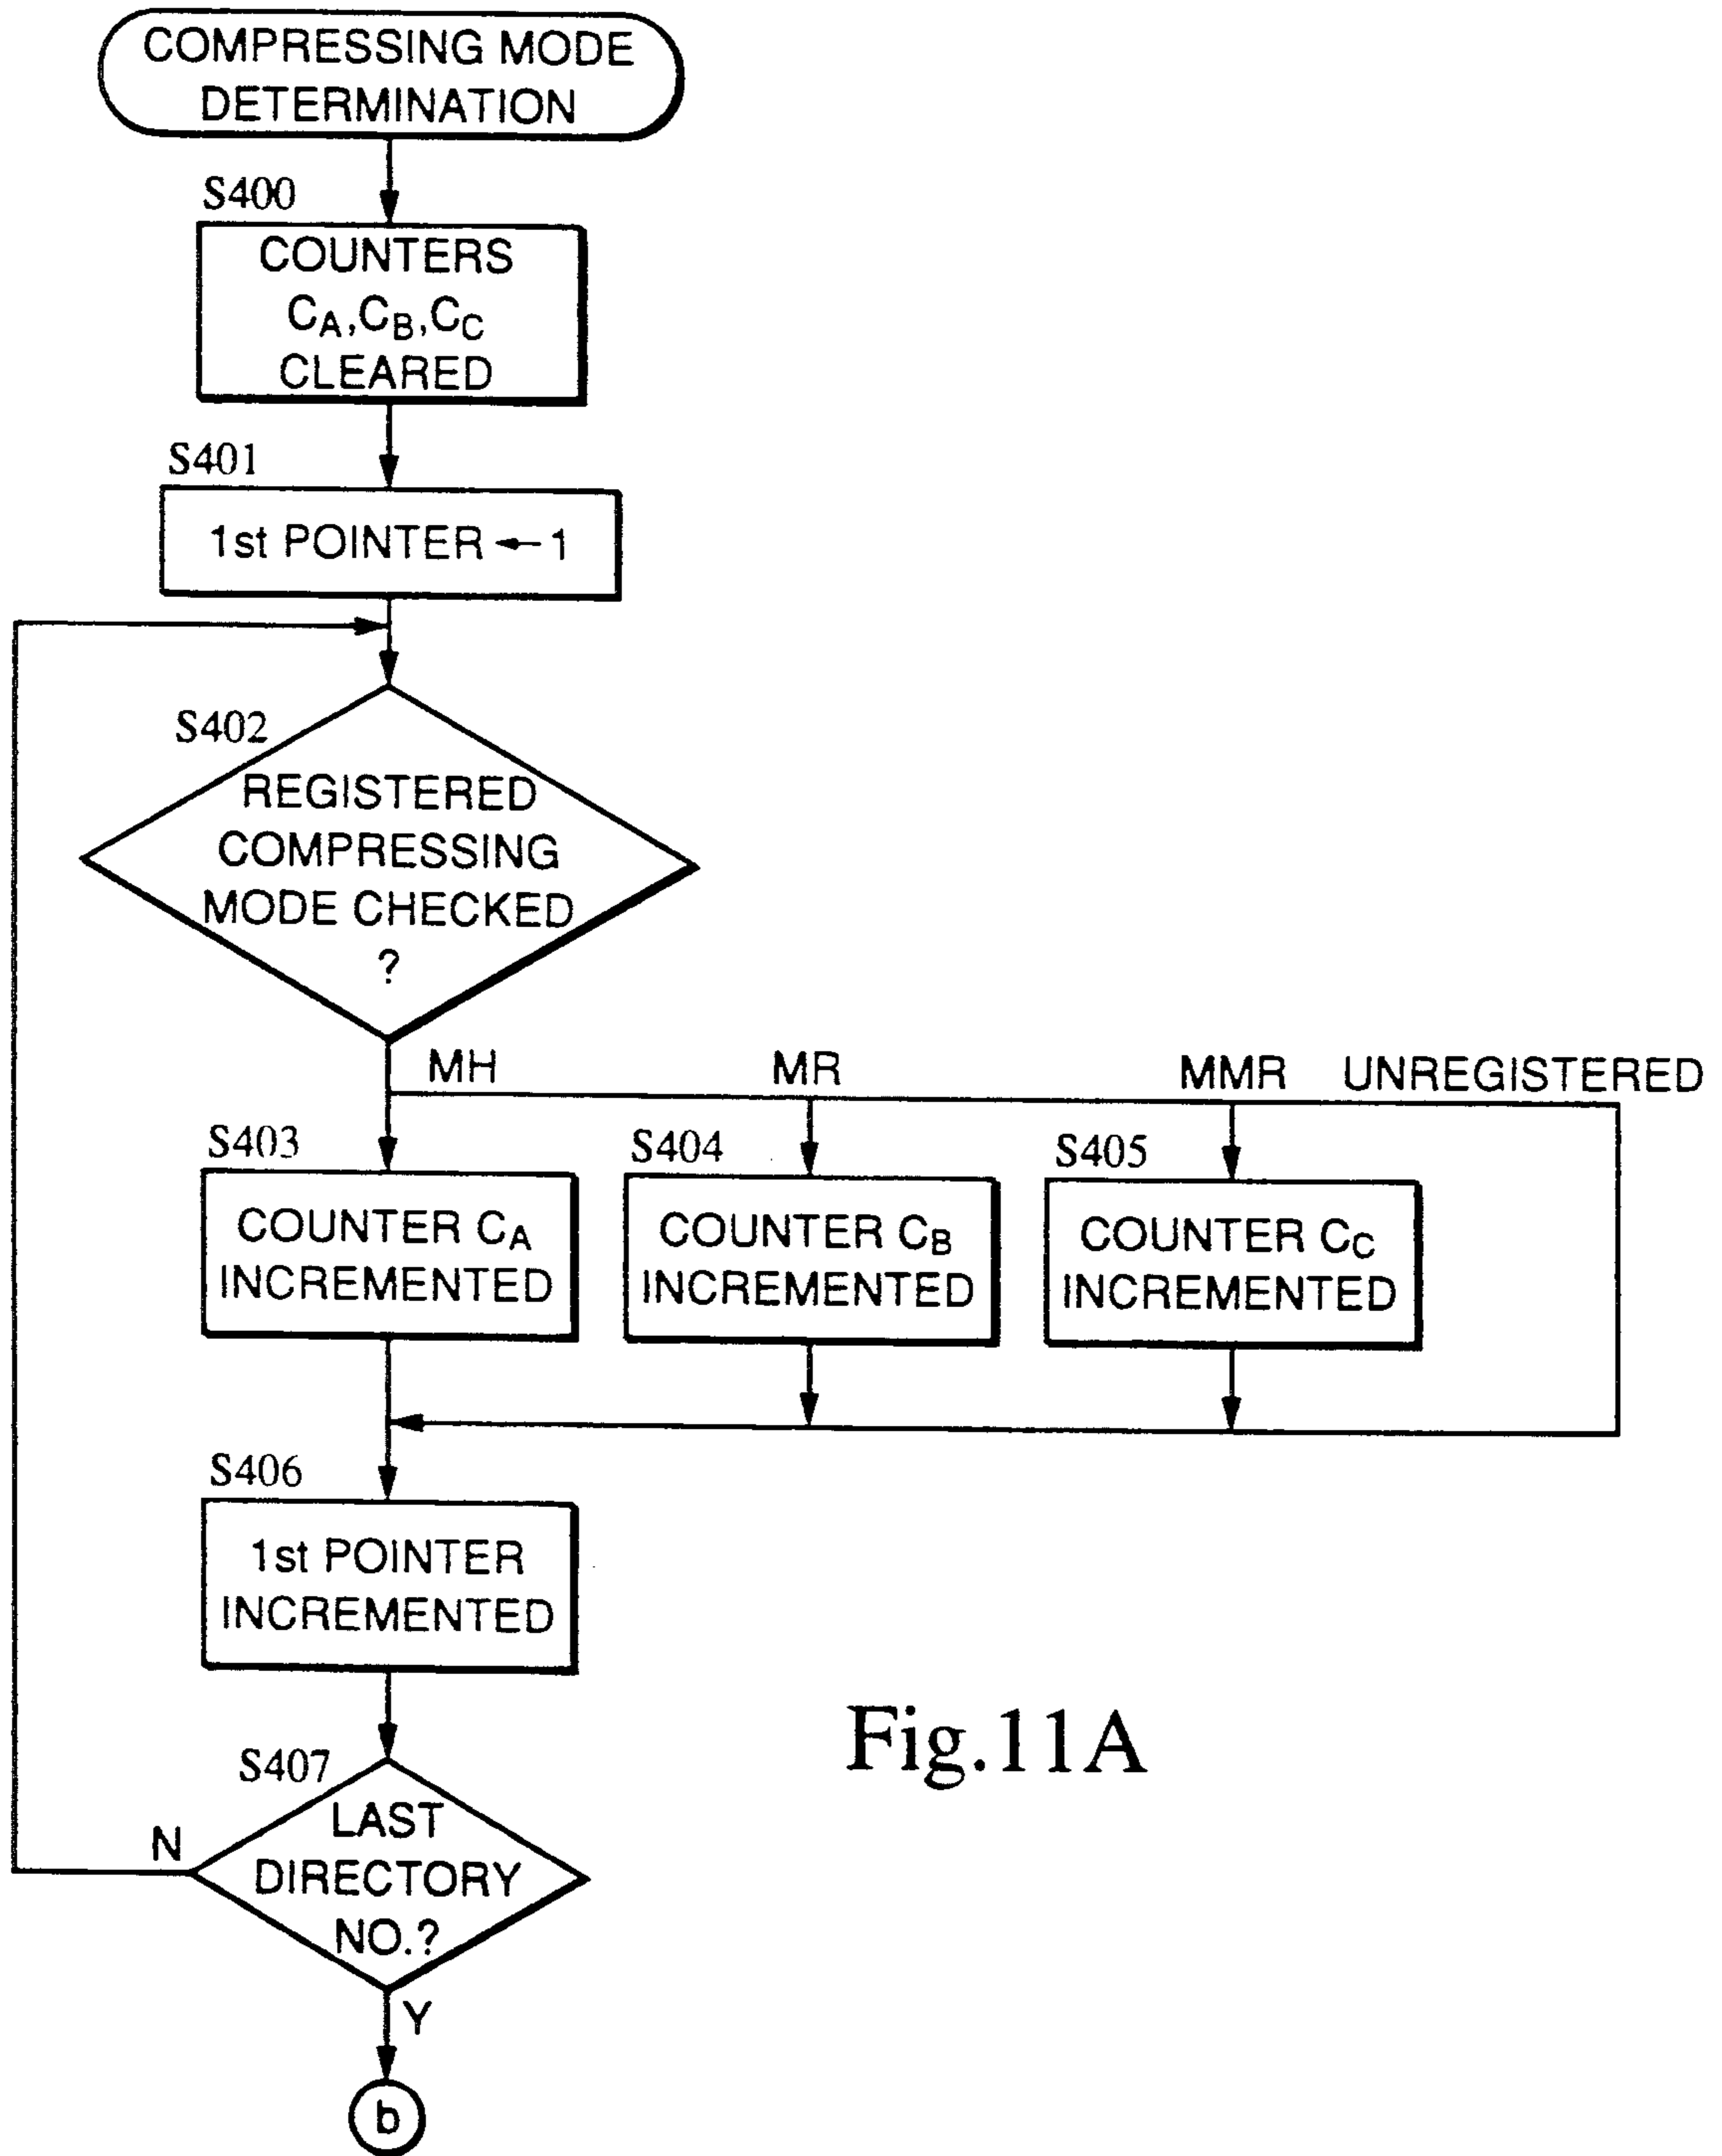 COMPRESSING MODE
DETERMINATION
S400
COUNTERS
CA,CB,CC
CLEARED
S401
1st POINTER ← 1
S402
REGISTERED
COMPRESSING
MODE CHECKED
?
MH
MR
MMR
UNREGISTERED
S403
COUNTER CA
INCREMENTED
S404
COUNTER CB
INCREMENTED
S405
COUNTER CC
INCREMENTED
S406
1st POINTER
INCREMENTED
S407
LAST
DIRECTORY
NO.?
N
Y
b
Fig.11A